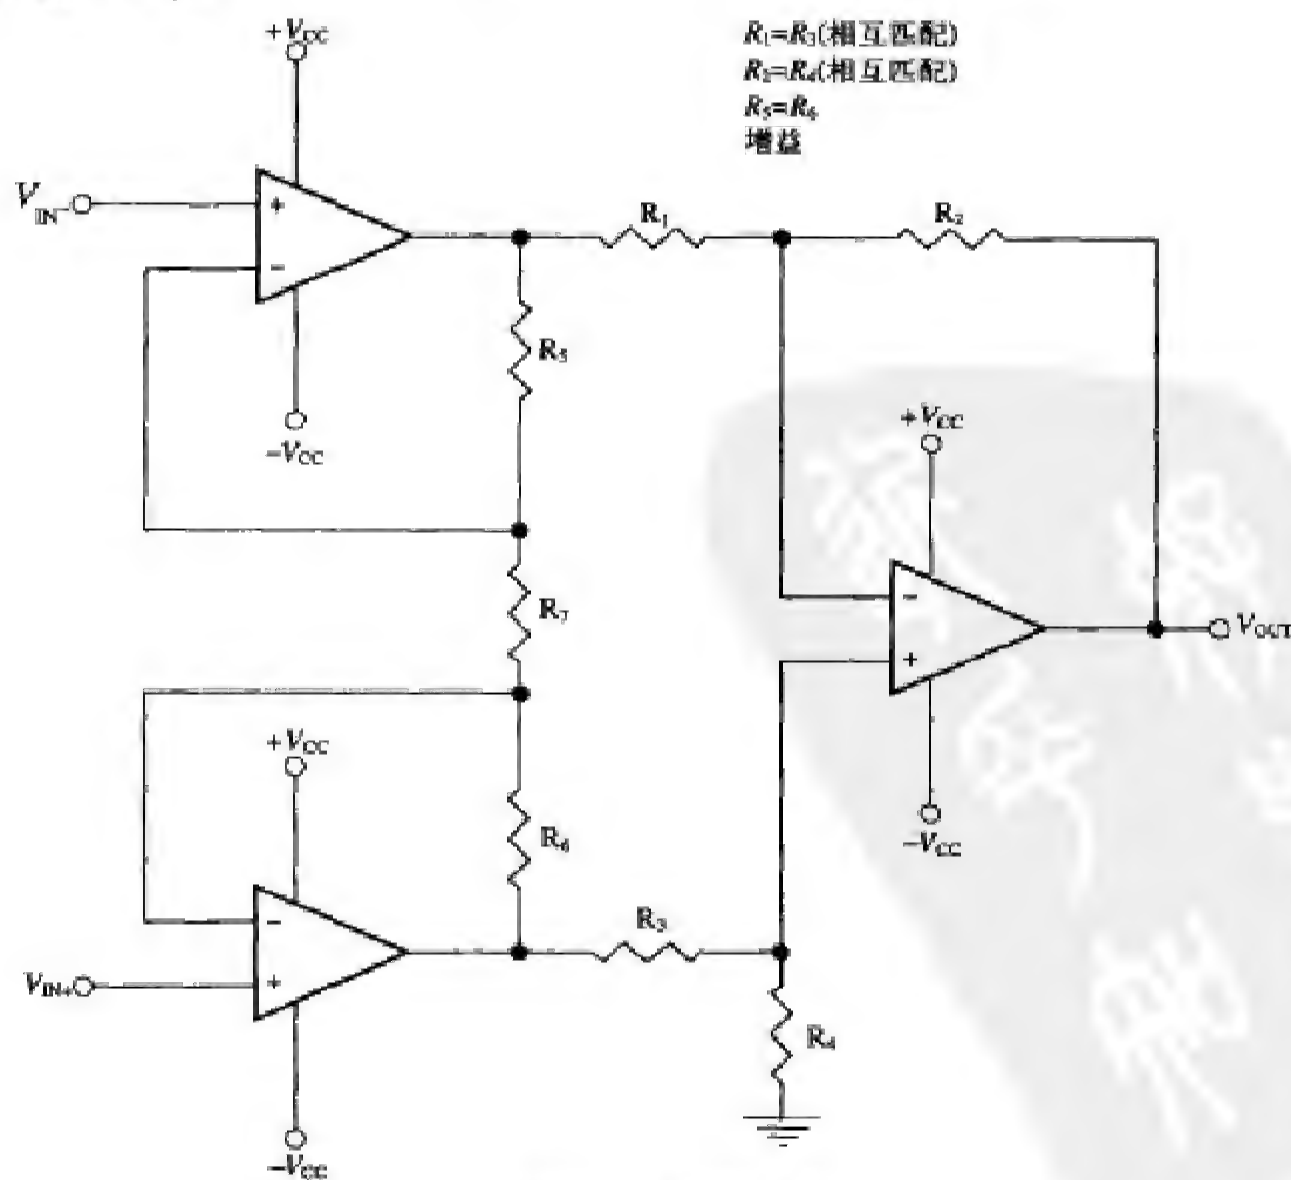 +VCC
R1=R3(相互匹配)
R2=R4(相互匹配)
R5=R6
增益
VIN-
+
-
R1
R2
R5
-VCC
+VCC
R7
-
+
VOUT
+VCC
R6
-VCC
-
R3
VIN+
+
R4
-VCC